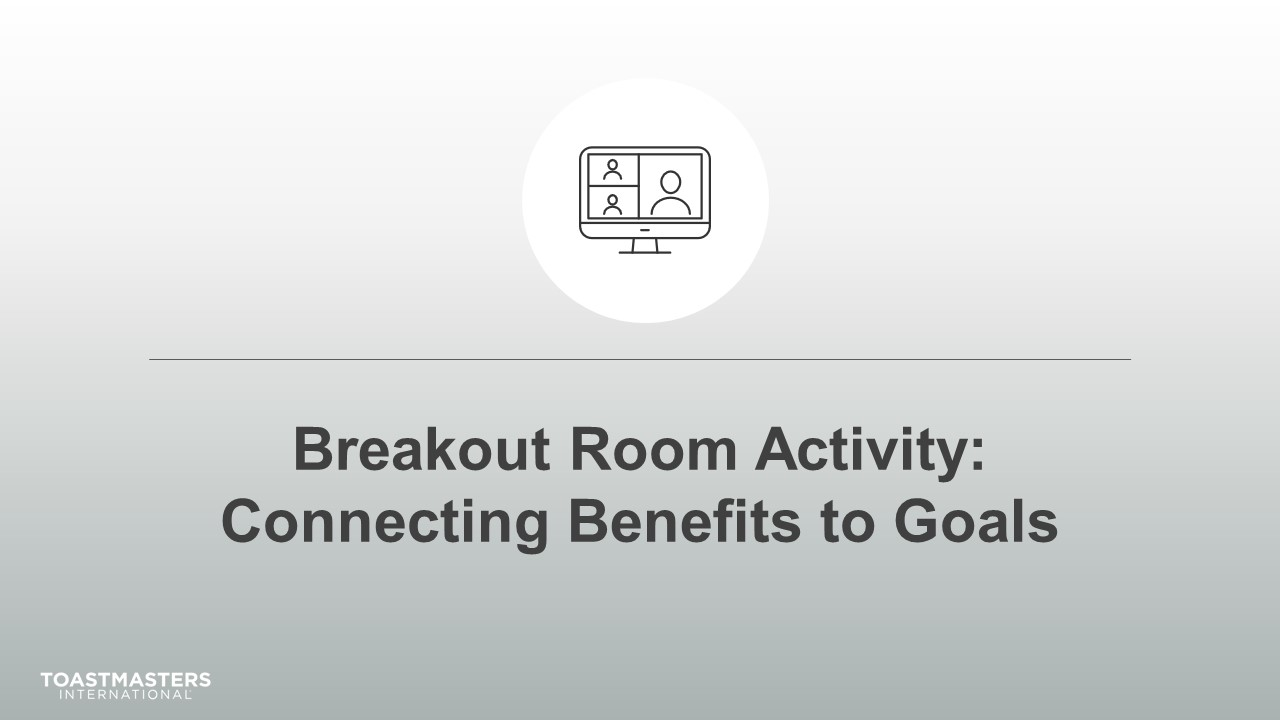 Breakout Room Activity:
Connecting Benefits to Goals
TOASTMASTERS
INTERNATIONAL